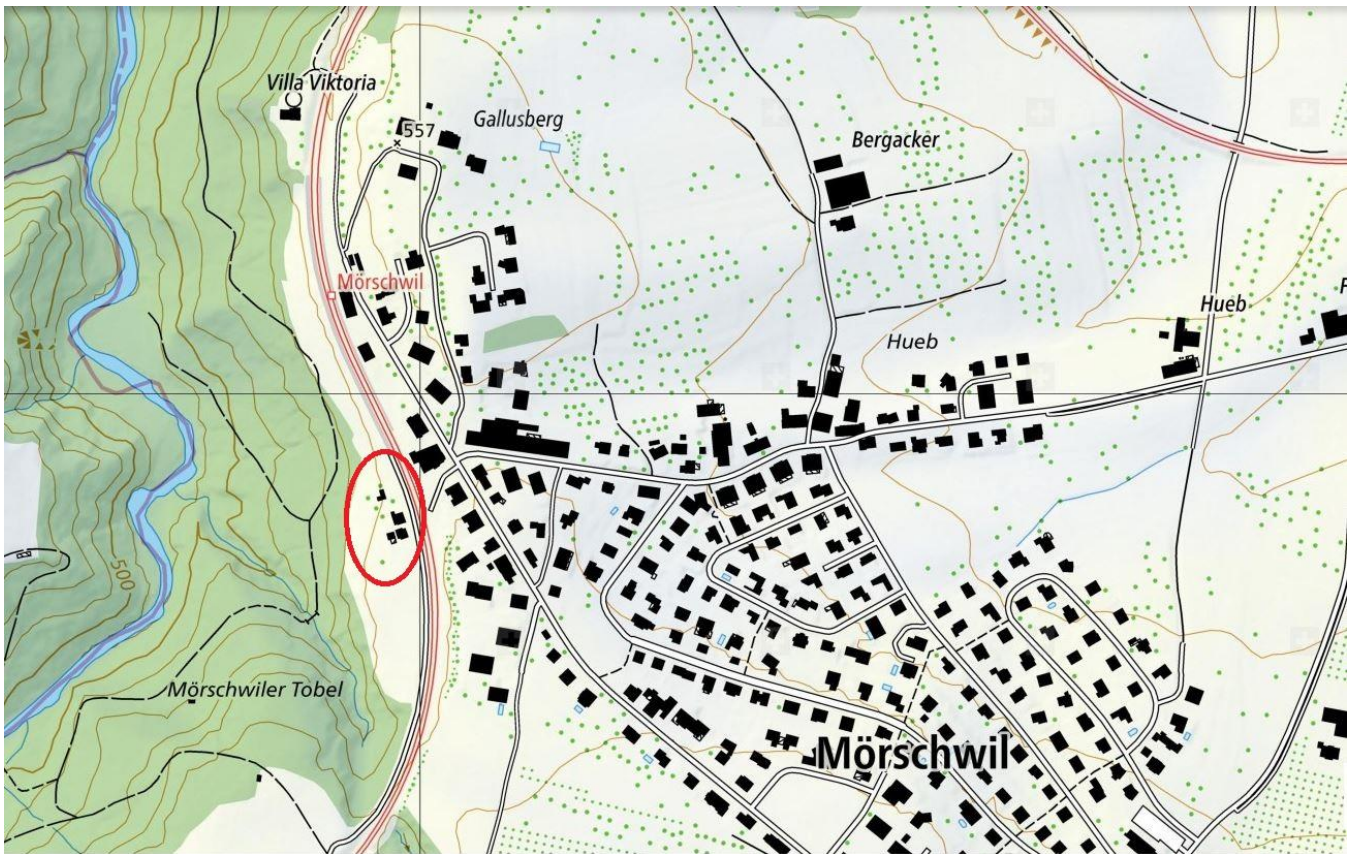 Villa Viktoria
557
Gallusberg
Bergacker
Mörschwil
Hueb
Hueb
500
Mörschwiler Tobel
Mörschwil